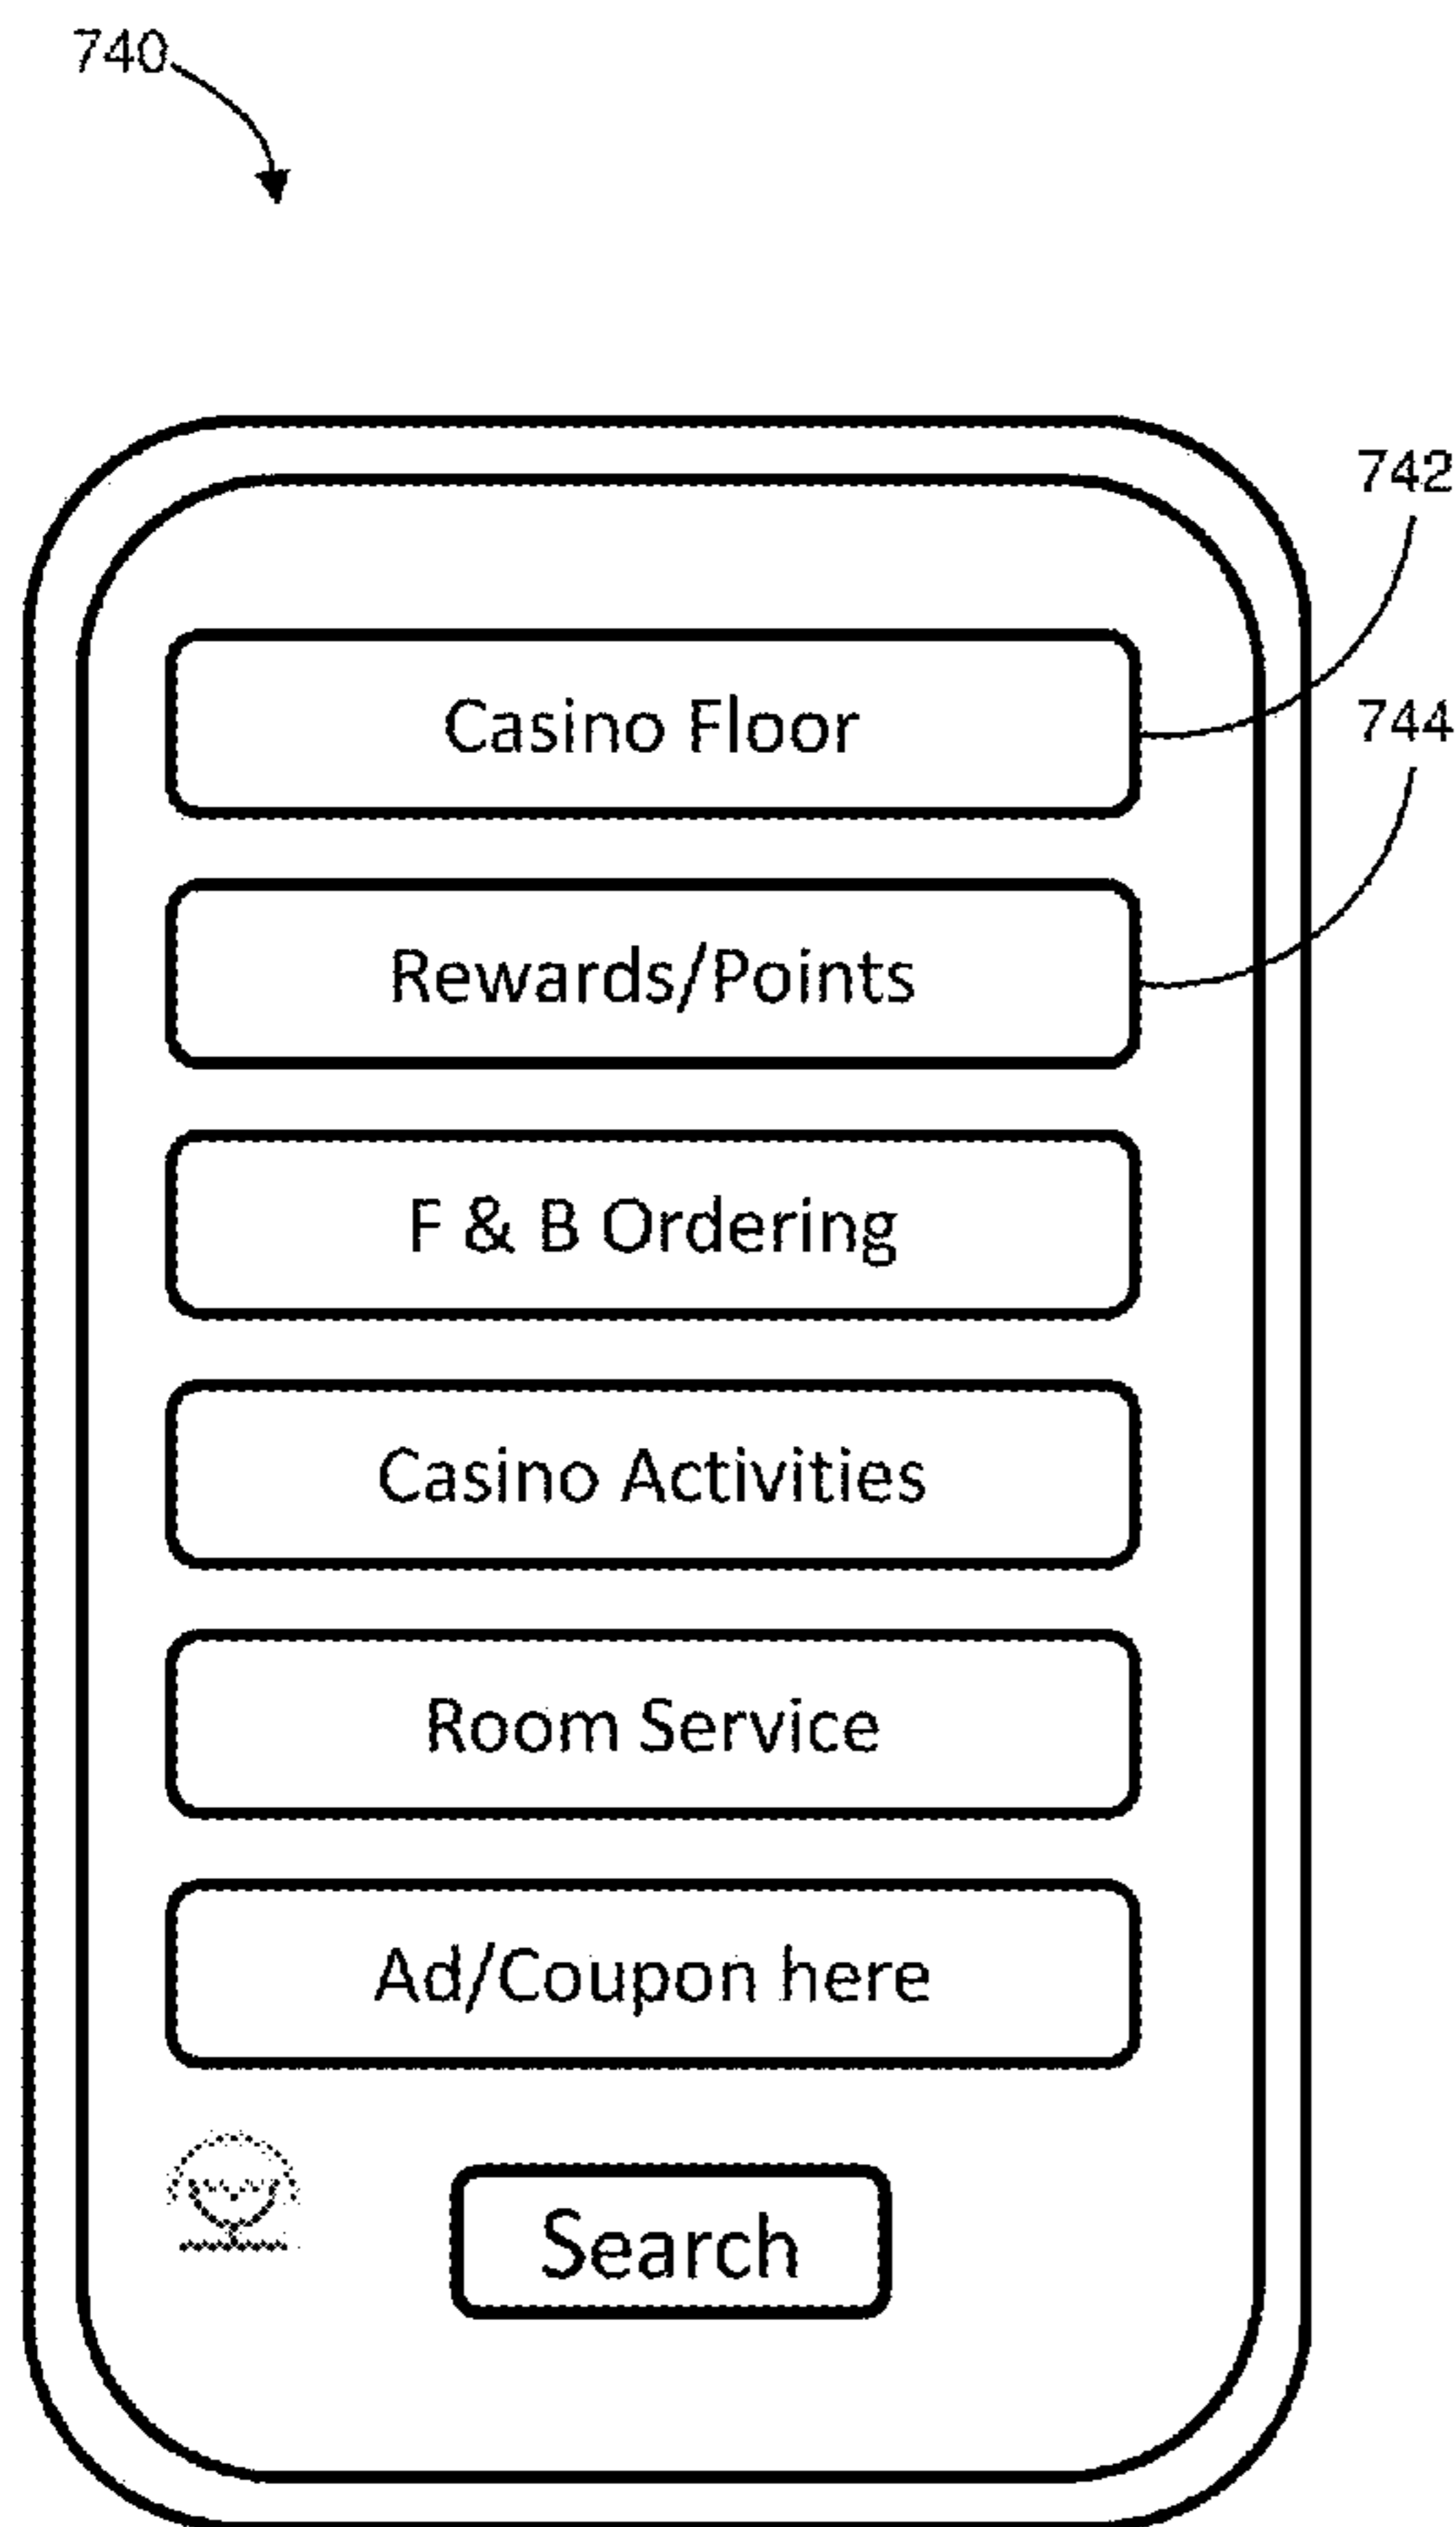 740
742
Casino Floor
744
Rewards/Points
F & B Ordering
Casino Activities
Room Service
Ad/Coupon here
Search